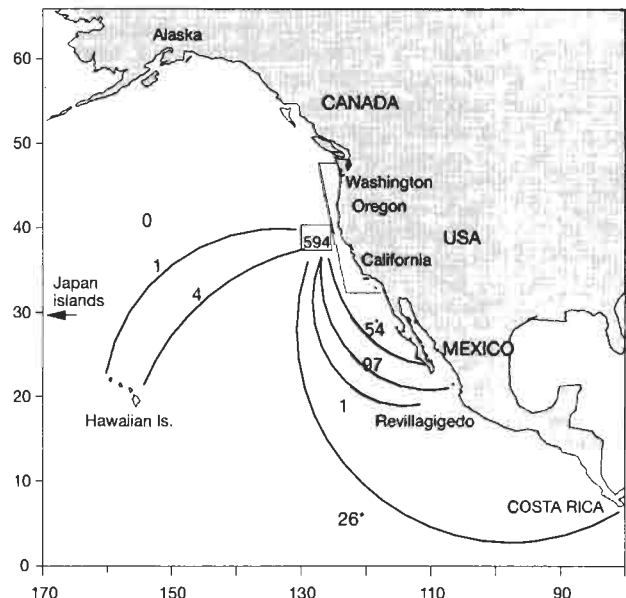 60
50
40
30
20
10
0
170
150
130
110
90
Alaska
CANADA
Washington
Oregon
USA
California
MEXICO
Japan
islands
Hawaiian Is.
Revillagigedo
COSTA RICA
0
1
4
594
54*
97
1
26*